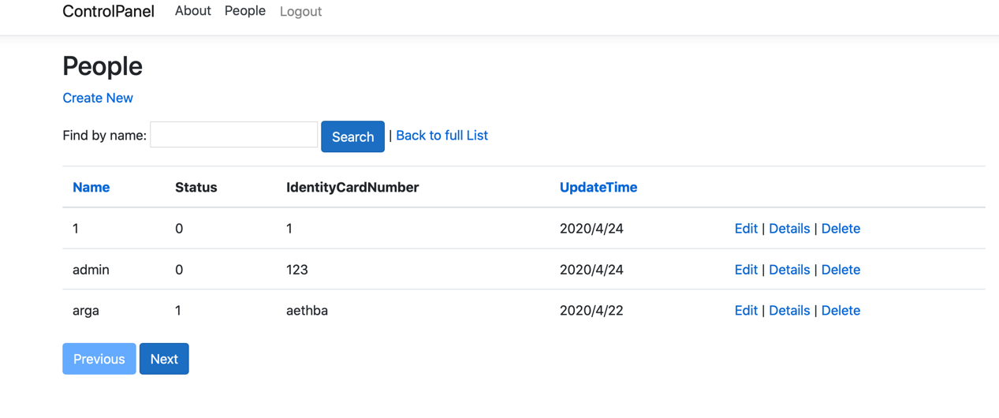 ControlPanel About People Logout
People
Create New
Find by name: Search | Back to full List
Name Status IdentityCardNumber UpdateTime
1 0 1 2020/4/24 Edit | Details | Delete
admin 0 123 2020/4/24 Edit | Details | Delete
arga 1 aethba 2020/4/22 Edit | Details | Delete
Previous Next